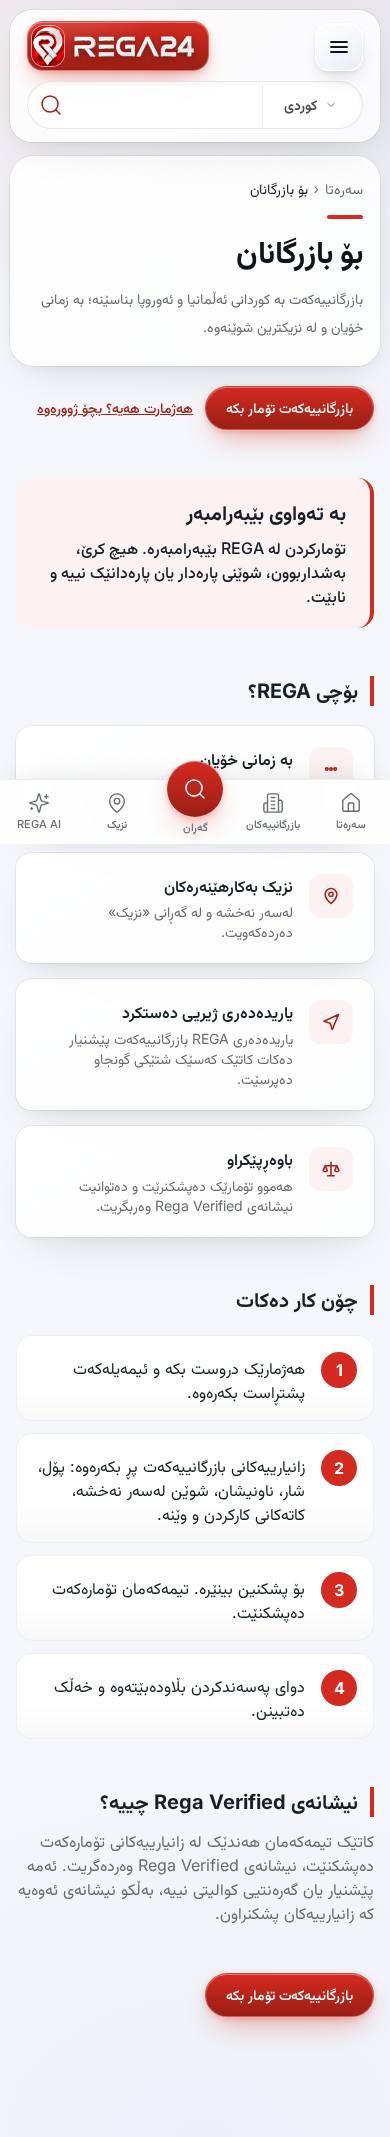 REGA24
کوردی
سەرەتا › بۆ بازرگانان
بۆ بازرگانان
بازرگانییەکەت بە کوردانی ئەڵمانیا و ئەوروپا بناسێنە؛ بە زمانی
خۆیان و لە نزیکترین شوێنەوە.
بازرگانییەکەت تۆمار بکە
هەژمارت هەیە؟ بچۆ ژوورەوە
بە تەواوی بێبەرامبەر
تۆمارکردن لە REGA بێبەرامبەرە. هیچ کرێ،
بەشداربوون، شوێنی پارەدار یان پارەدانێک نییە و
نابێت.
بۆچی REGA؟
بە زمانی خۆیان
سەرەتا
بازرگانییەکان
گەڕان
نزیک
REGA AI
نزیک بەکارهێنەرەکان
لەسەر نەخشە و لە گەڕانی «نزیک»
دەردەکەویت.
یاریدەدەری ژیریی دەستکرد
یاریدەدەری REGA بازرگانییەکەت پێشنیار
دەکات کاتێک کەسێک شتێکی گونجاو
دەپرسێت.
باوەڕپێکراو
هەموو تۆمارێک دەپشکنرێت و دەتوانیت
نیشانەی Rega Verified وەربگریت.
چۆن کار دەکات
1
هەژمارێک دروست بکە و ئیمەیلەکەت
پشتڕاست بکەرەوە.
2
زانیارییەکانی بازرگانییەکەت پڕ بکەرەوە: پۆل،
شار، ناونیشان، شوێن لەسەر نەخشە،
کاتەکانی کارکردن و وێنە.
3
بۆ پشکنین بینێرە. تیمەکەمان تۆمارەکەت
دەپشکنێت.
4
دوای پەسەندکردن بڵاودەبێتەوە و خەڵک
دەتبینن.
نیشانەی Rega Verified چییە؟
کاتێک تیمەکەمان هەندێک لە زانیارییەکانی تۆمارەکەت
دەپشکنێت، نیشانەی Rega Verified وەردەگریت. ئەمە
پێشنیار یان گەرەنتیی کوالیتی نییە، بەڵکو نیشانەی ئەوەیە
کە زانیارییەکان پشکنراون.
بازرگانییەکەت تۆمار بکە